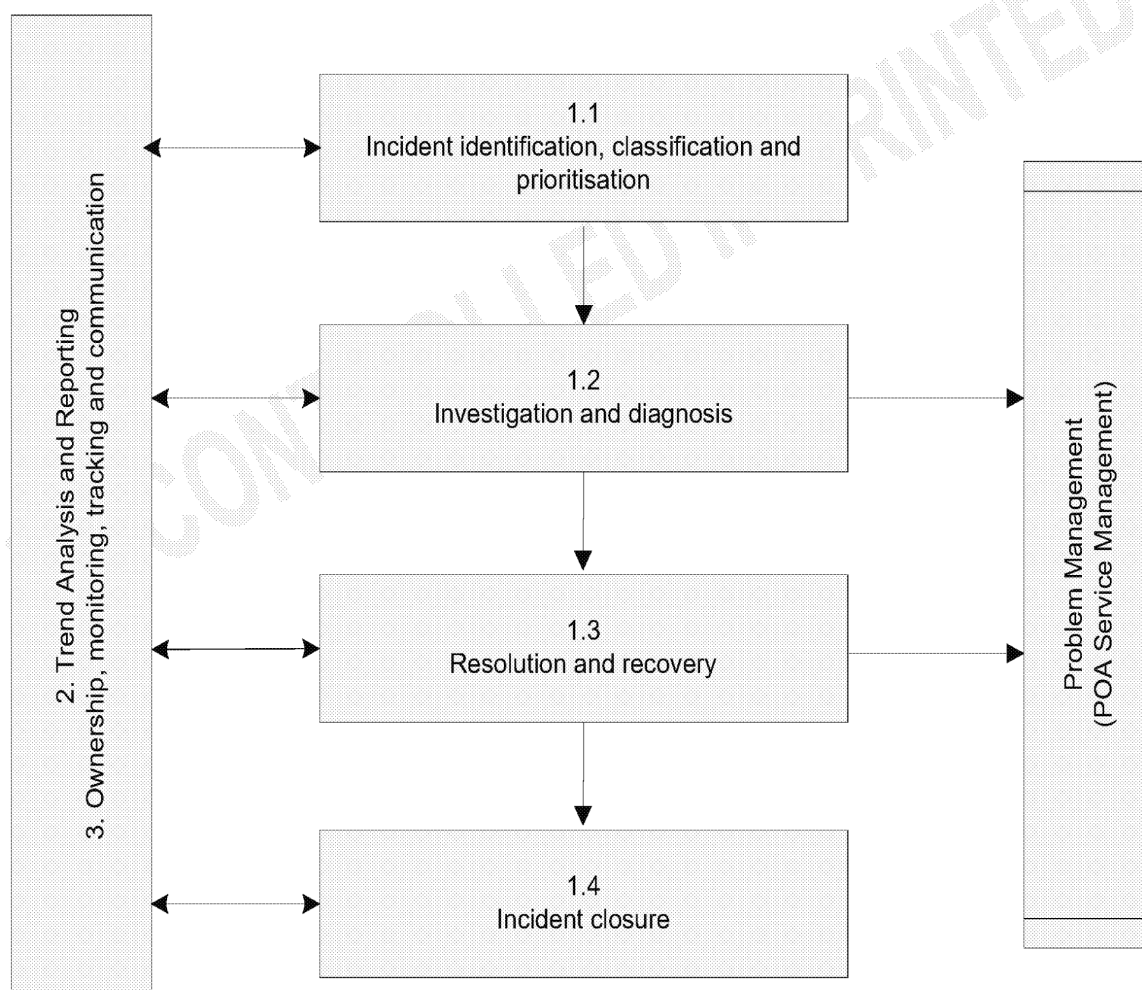 2. Trend Analysis and Reporting
3. Ownership, monitoring, tracking and communication
1.1
Incident identification, classification and
prioritisation
1.2
Investigation and diagnosis
1.3
Resolution and recovery
1.4
Incident closure
Problem Management
(POA Service Management)